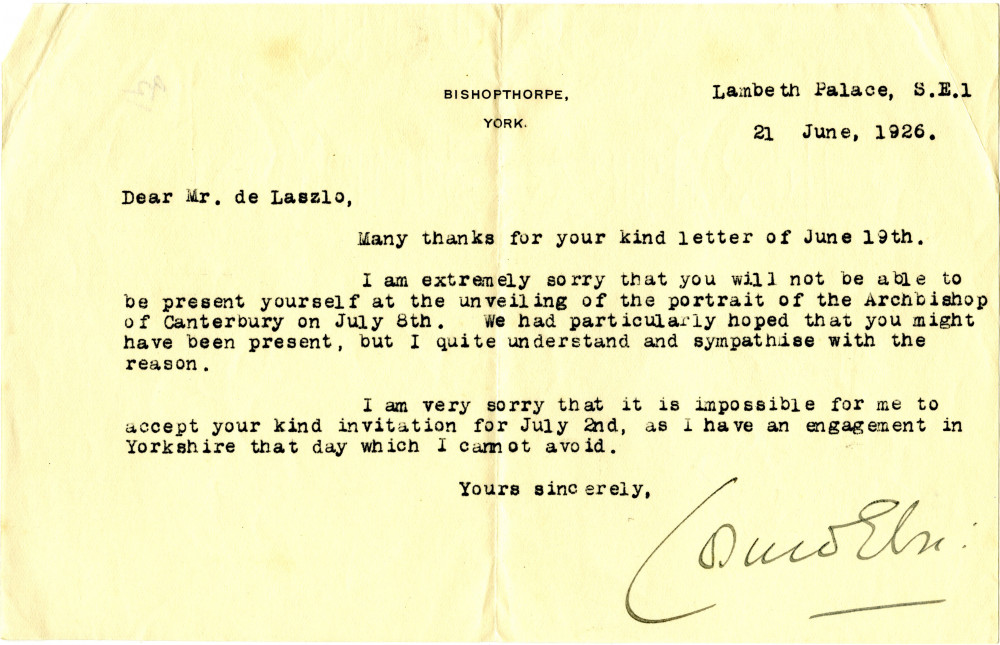 BISHOPTHORPE,
YORK.
Lambeth Palace, S.E.1
21 June, 1926.
Dear Mr. de Laszlo,
Many thanks for your kind letter of June 19th.
I am extremely sorry that you will not be able to
be present yourself at the unveiling of the portrait of the Archbishop
of Canterbury on July 8th. We had particularly hoped that you might
have been present, but I quite understand and sympathise with the
reason.
I am very sorry that it is impossible for me to
accept your kind invitation for July 2nd, as I have an engagement in
Yorkshire that day which I cannot avoid.
Yours sincerely,
Cosmo Ebor: